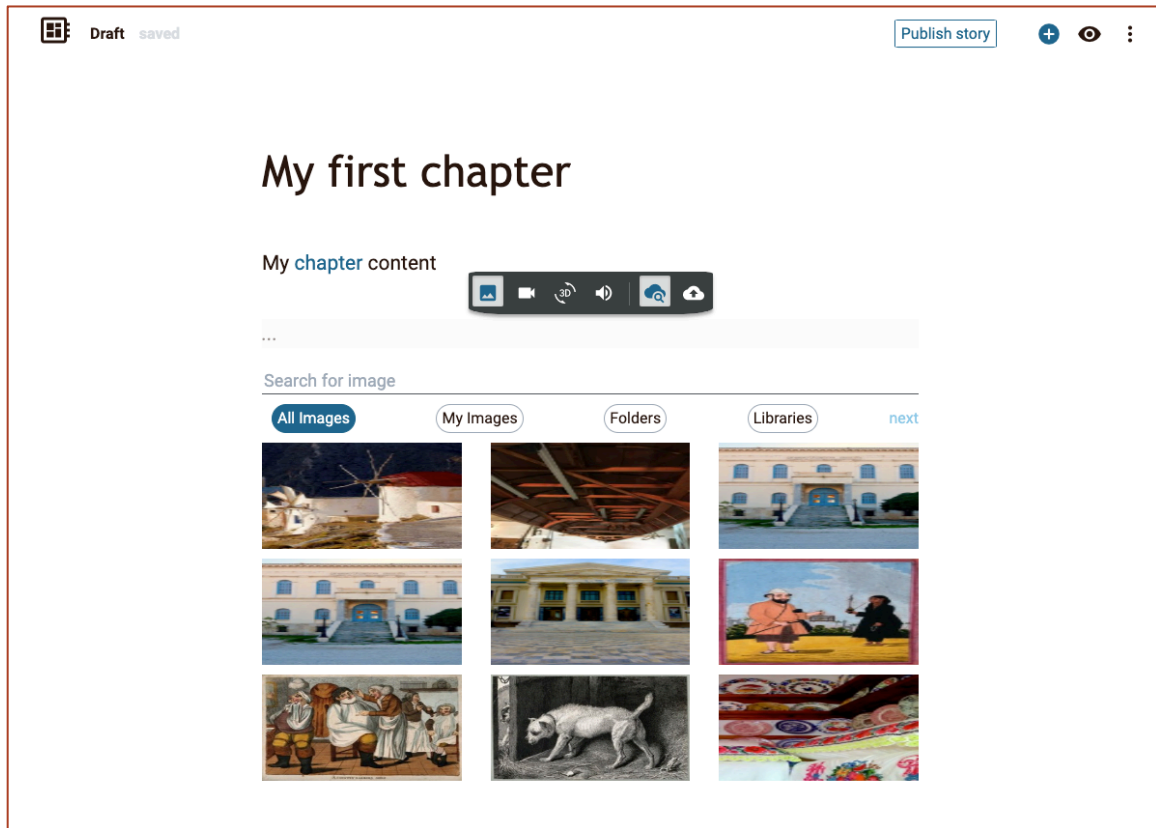 Draft saved
Publish story
My first chapter
My chapter content
3D
...
Search for image
All Images My Images Folders Libraries next